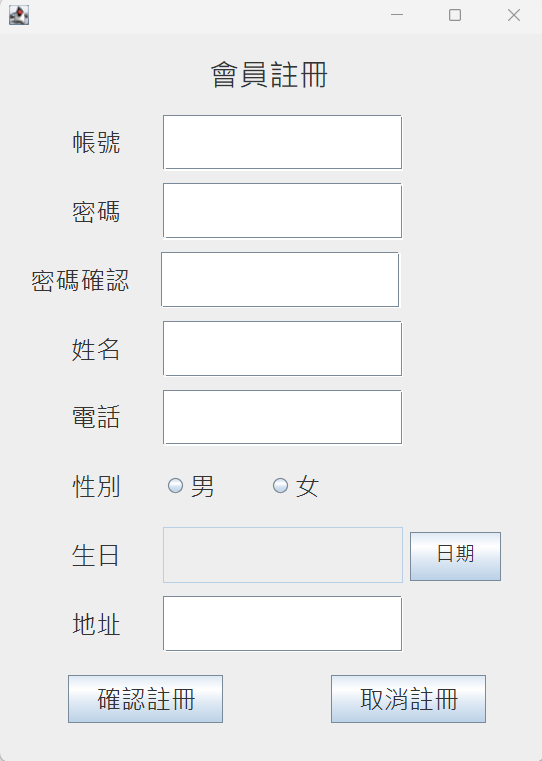 會員註冊
帳號
密碼
密碼確認
姓名
電話
性別 男 女
生日 日期
地址
確認註冊 取消註冊